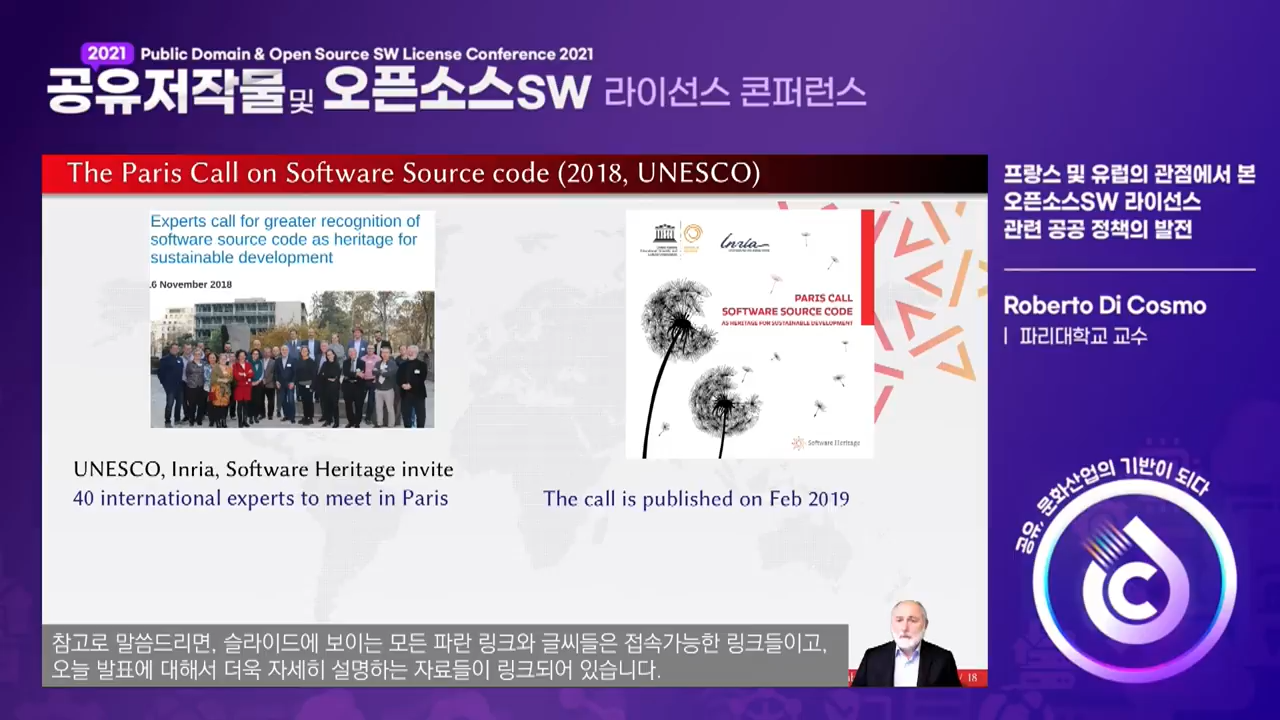 2021 Public Domain & Open Source SW License Conference 2021
공유저작물 및 오픈소스SW 라이선스 콘퍼런스
The Paris Call on Software Source code (2018, UNESCO)
Experts call for greater recognition of
software source code as heritage for
sustainable development
6 November 2018
Inria
PARIS CALL
SOFTWARE SOURCE CODE
AS HERITAGE FOR SUSTAINABLE DEVELOPMENT
Software Heritage
UNESCO, Inria, Software Heritage invite
40 international experts to meet in Paris
The call is published on Feb 2019
참고로 말씀드리면, 슬라이드에 보이는 모든 파란 링크와 글씨들은 접속가능한 링크들이고,
오늘 발표에 대해서 더욱 자세히 설명하는 자료들이 링크되어 있습니다.
/ 18
프랑스 및 유럽의 관점에서 본
오픈소스SW 라이선스
관련 공공 정책의 발전
Roberto Di Cosmo
| 파리대학교 교수
공유, 문화산업의 기반이 되다